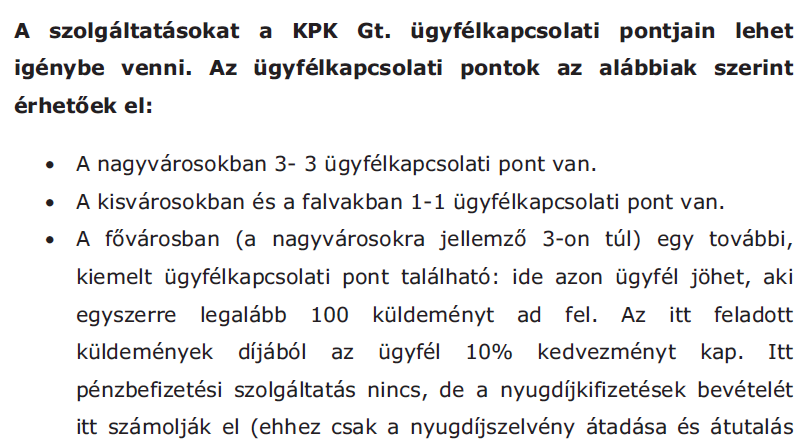 A szolgáltatásokat a KPK Gt. ügyfélkapcsolati pontjain lehet
igénybe venni. Az ügyfélkapcsolati pontok az alábbiak szerint
érhetőek el:
• A nagyvárosokban 3- 3 ügyfélkapcsolati pont van.
• A kisvárosokban és a falvakban 1-1 ügyfélkapcsolati pont van.
• A fővárosban (a nagyvárosokra jellemző 3-on túl) egy további,
kiemelt ügyfélkapcsolati pont található: ide azon ügyfél jöhet, aki
egyszerre legalább 100 küldeményt ad fel. Az itt feladott
küldemények díjából az ügyfél 10% kedvezményt kap. Itt
pénzbefizetési szolgáltatás nincs, de a nyugdíjkifizetések bevételét
itt számolják el (ehhez csak a nyugdíjszelvény átadása és átutalás